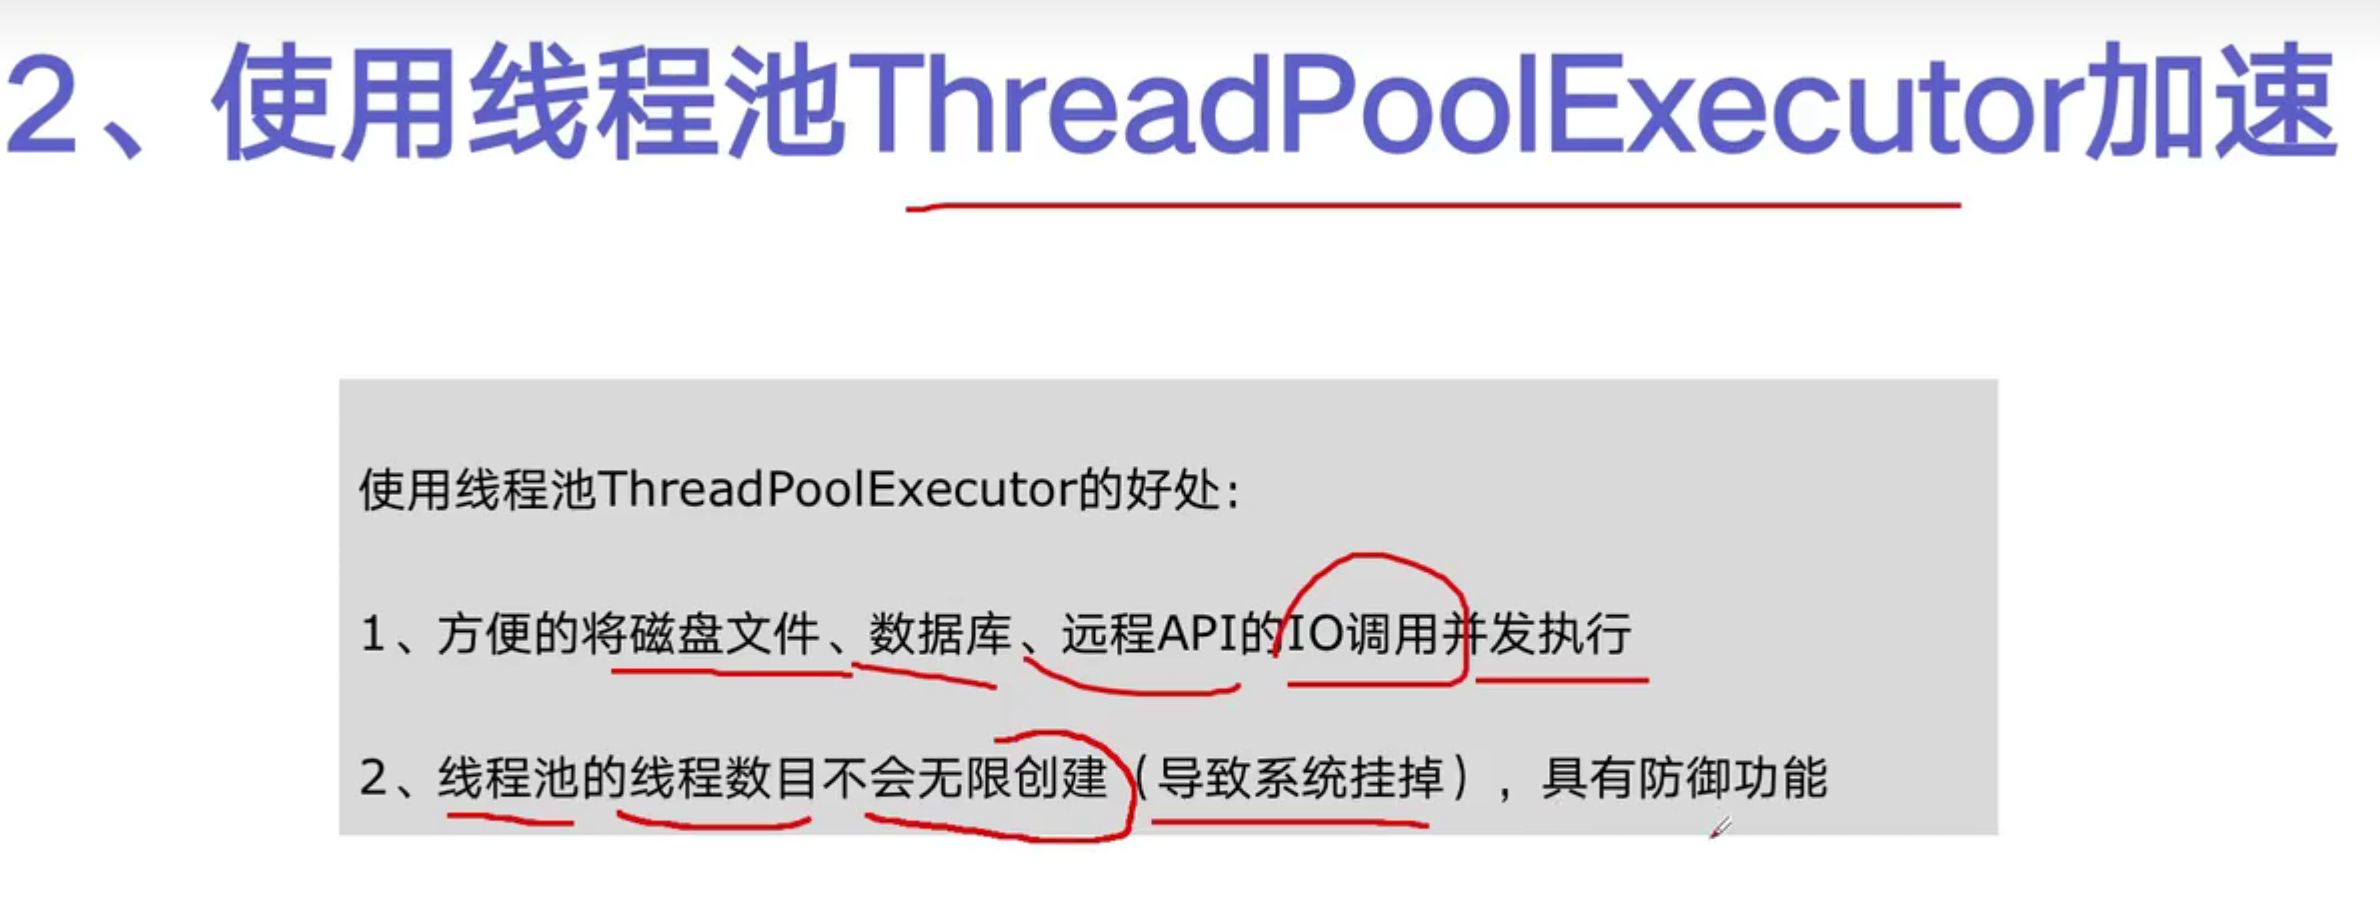 2、使用线程池ThreadPoolExecutor加速
使用线程池ThreadPoolExecutor的好处：
1、方便的将磁盘文件、数据库、远程API的IO调用并发执行
2、线程池的线程数目不会无限创建（导致系统挂掉），具有防御功能